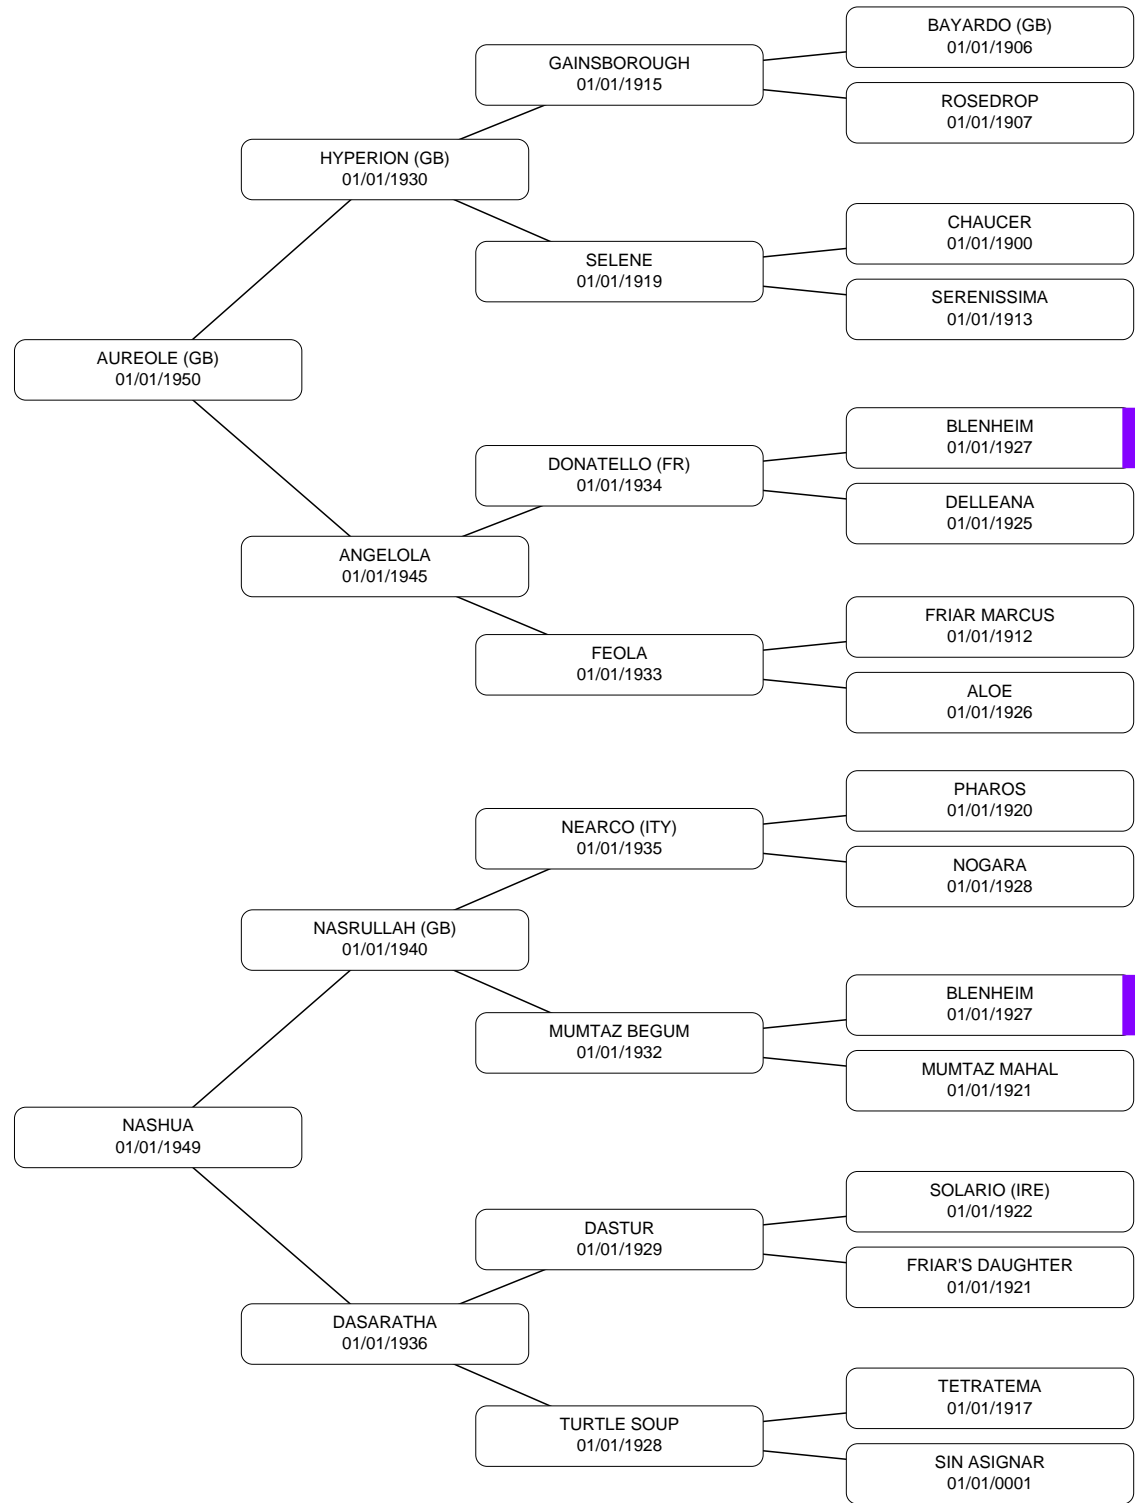 BAYARDO (GB)
01/01/1906
GAINSBOROUGH
01/01/1915
ROSEDROP
01/01/1907
HYPERION (GB)
01/01/1930
CHAUCER
01/01/1900
SELENE
01/01/1919
SERENISSIMA
01/01/1913
AUREOLE (GB)
01/01/1950
BLENHEIM
01/01/1927
DONATELLO (FR)
01/01/1934
DELLEANA
01/01/1925
ANGELOLA
01/01/1945
FRIAR MARCUS
01/01/1912
FEOLA
01/01/1933
ALOE
01/01/1926
PHAROS
01/01/1920
NEARCO (ITY)
01/01/1935
NOGARA
01/01/1928
NASRULLAH (GB)
01/01/1940
BLENHEIM
01/01/1927
MUMTAZ BEGUM
01/01/1932
MUMTAZ MAHAL
01/01/1921
NASHUA
01/01/1949
SOLARIO (IRE)
01/01/1922
DASTUR
01/01/1929
FRIAR'S DAUGHTER
01/01/1921
DASARATHA
01/01/1936
TETRATEMA
01/01/1917
TURTLE SOUP
01/01/1928
SIN ASIGNAR
01/01/0001